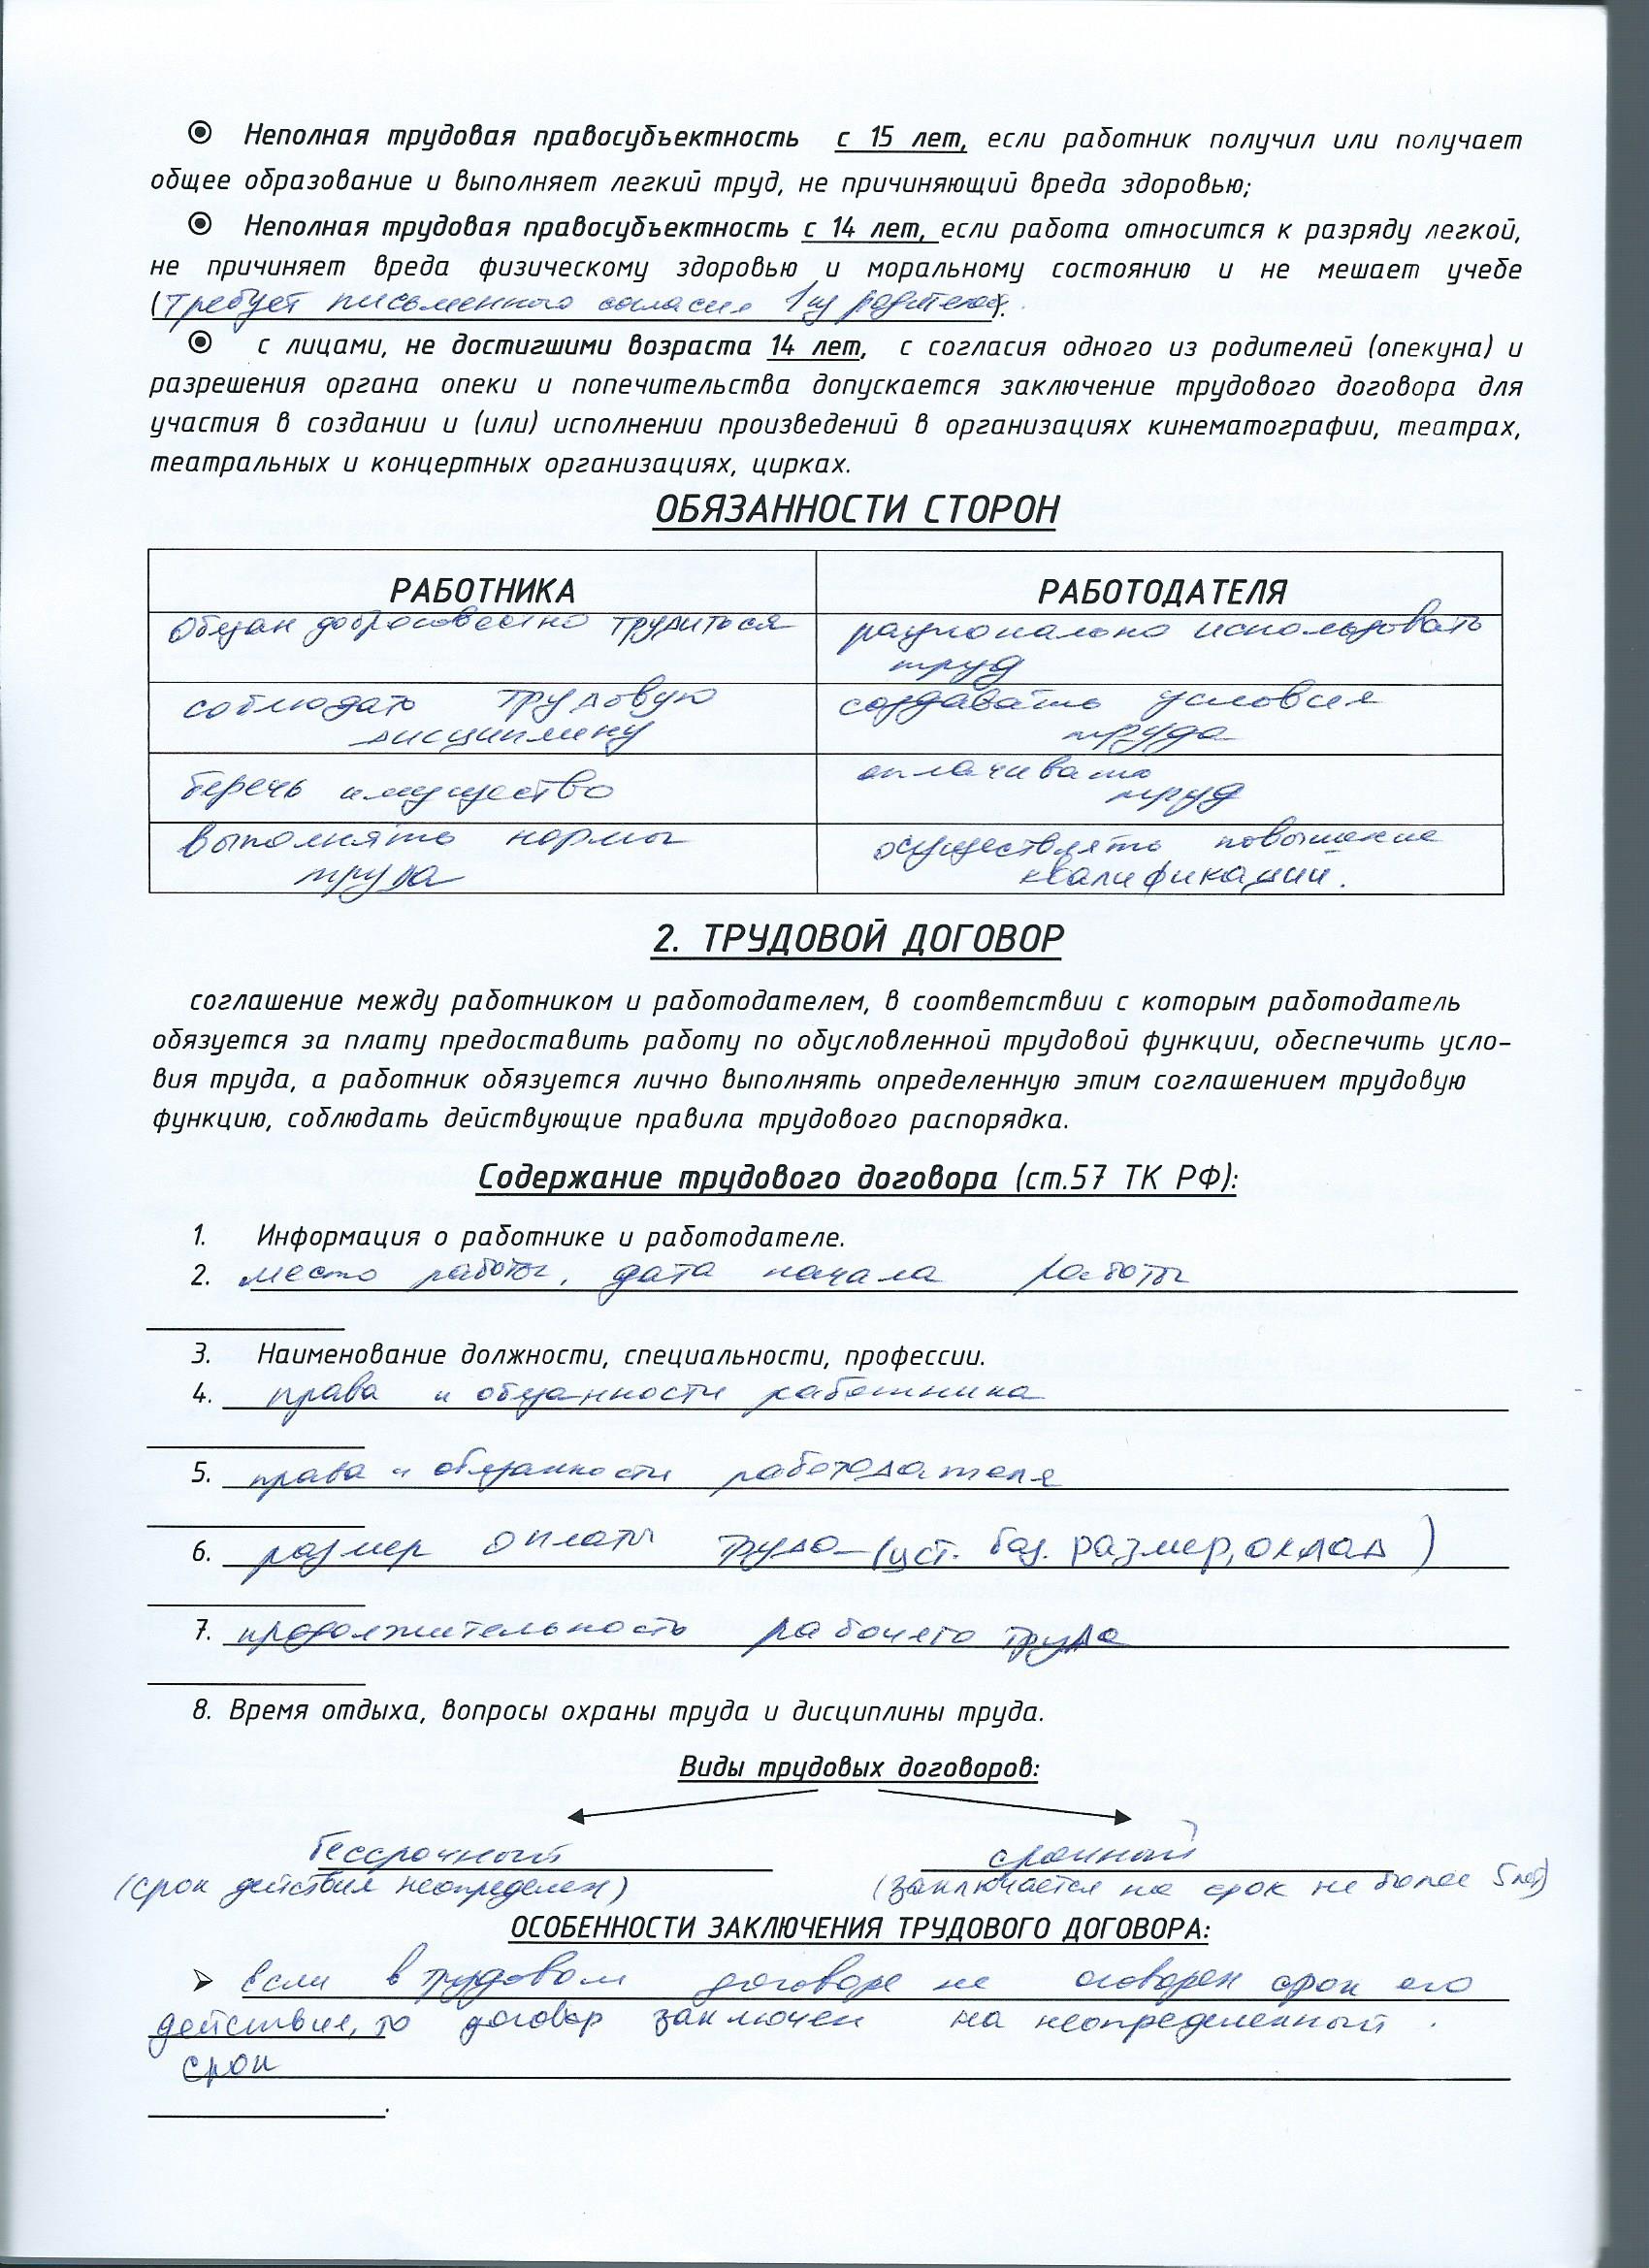 ⦿ Неполная трудовая правосубъектность с 15 лет, если работник получил или получает
общее образование и выполняет легкий труд, не причиняющий вреда здоровью;
⦿ Неполная трудовая правосубъектность с 14 лет, если работа относится к разряду легкой,
не причиняет вреда физическому здоровью и моральному состоянию и не мешает учебе
(требует письменного согласия 1 из родителей).
⦿ с лицами, не достигшими возраста 14 лет, с согласия одного из родителей (опекуна) и
разрешения органа опеки и попечительства допускается заключение трудового договора для
участия в создании и (или) исполнении произведений в организациях кинематографии, театрах,
театральных и концертных организациях, цирках.
ОБЯЗАННОСТИ СТОРОН
РАБОТНИКА РАБОТОДАТЕЛЯ
Обязан добросовестно трудиться рационально использовать
труд
соблюдать трудовую создавать условия
дисциплину труда
беречь имущество оплачивать
труд
выполнять нормы осуществлять повышение
труда квалификации.
2. ТРУДОВОЙ ДОГОВОР
соглашение между работником и работодателем, в соответствии с которым работодатель
обязуется за плату предоставить работу по обусловленной трудовой функции, обеспечить усло-
вия труда, а работник обязуется лично выполнять определенную этим соглашением трудовую
функцию, соблюдать действующие правила трудового распорядка.
Содержание трудового договора (ст.57 ТК РФ):
1. Информация о работнике и работодателе.
2. место работы, дата начала работы
3. Наименование должности, специальности, профессии.
4. права и обязанности работника
5. права и обязанности работодателя
6. размер оплаты труда (уст. баз. размер, оклад)
7. продолжительность рабочего труда
8. Время отдыха, вопросы охраны труда и дисциплины труда.
Виды трудовых договоров:
бессрочный срочный
(срок действия неопределен) (заключается на срок не более 5 лет)
ОСОБЕННОСТИ ЗАКЛЮЧЕНИЯ ТРУДОВОГО ДОГОВОРА:
➢ если в трудовом договоре не оговорен срок его
действия, то договор заключен на неопределенный
срок